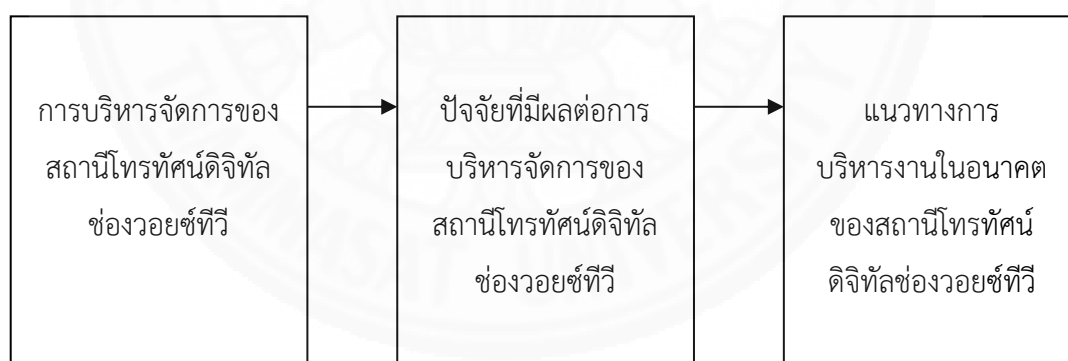 การบริหารจัดการของ
สถานีโทรทัศน์ดิจิทัล
ช่องวอยซ์ทีวี
ปัจจัยที่มีผลต่อการ
บริหารจัดการของ
สถานีโทรทัศน์ดิจิทัล
ช่องวอยซ์ทีวี
แนวทางการ
บริหารงานในอนาคต
ของสถานีโทรทัศน์
ดิจิทัลช่องวอยซ์ทีวี